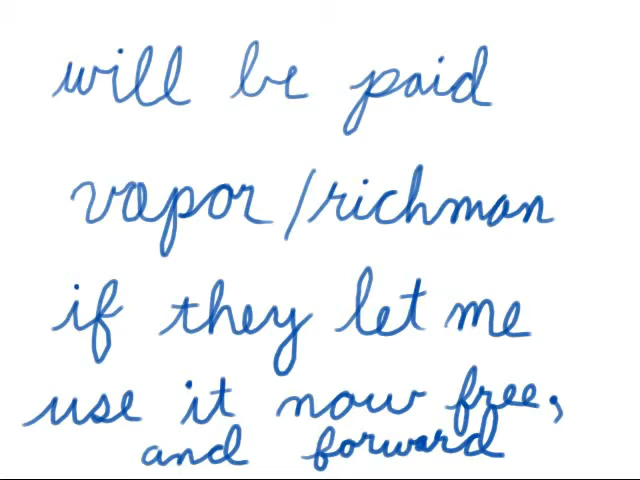 will be paid
vapor/richman
if they let me
use it now free,
and forward